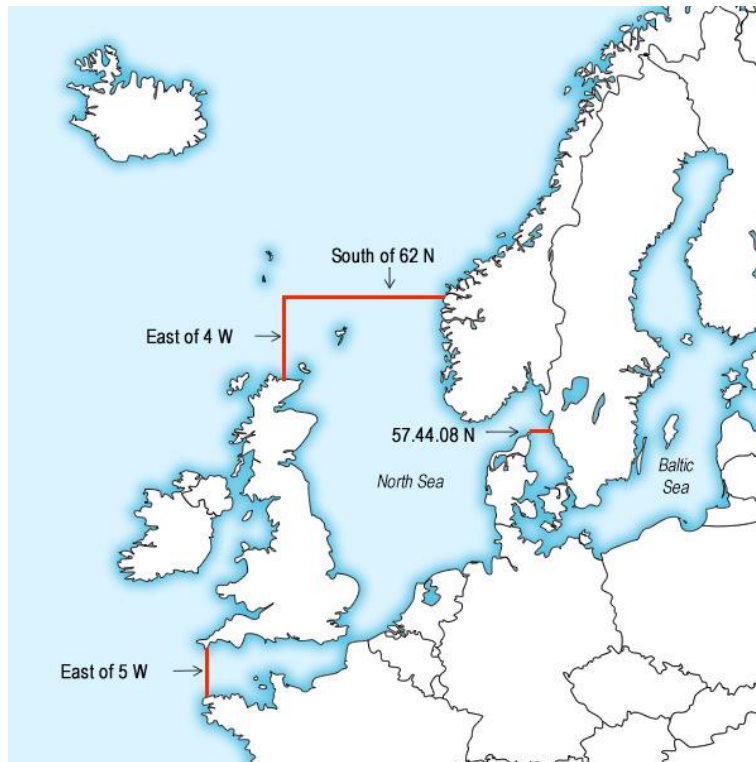 South of 62 N
East of 4 W
57.44.08 N
North Sea
Baltic
Sea
East of 5 W